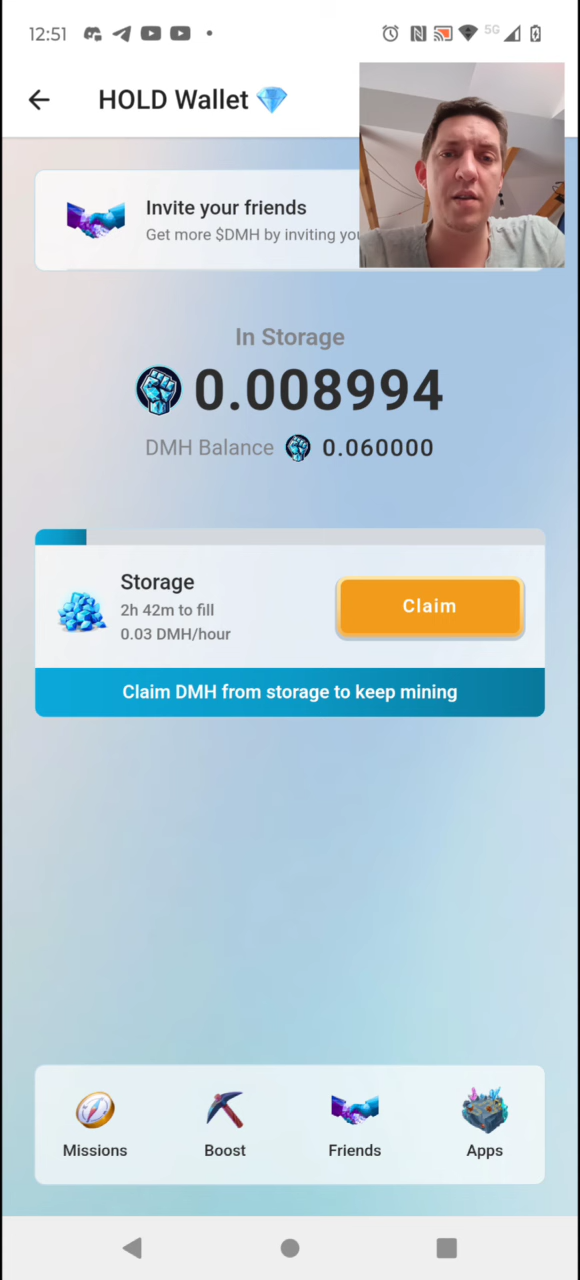 12:51
5G
HOLD Wallet 💎
Invite your friends
Get more $DMH by inviting you
In Storage
0.008994
DMH Balance 0.060000
Storage
2h 42m to fill
0.03 DMH/hour
Claim
Claim DMH from storage to keep mining
Missions
Boost
Friends
Apps